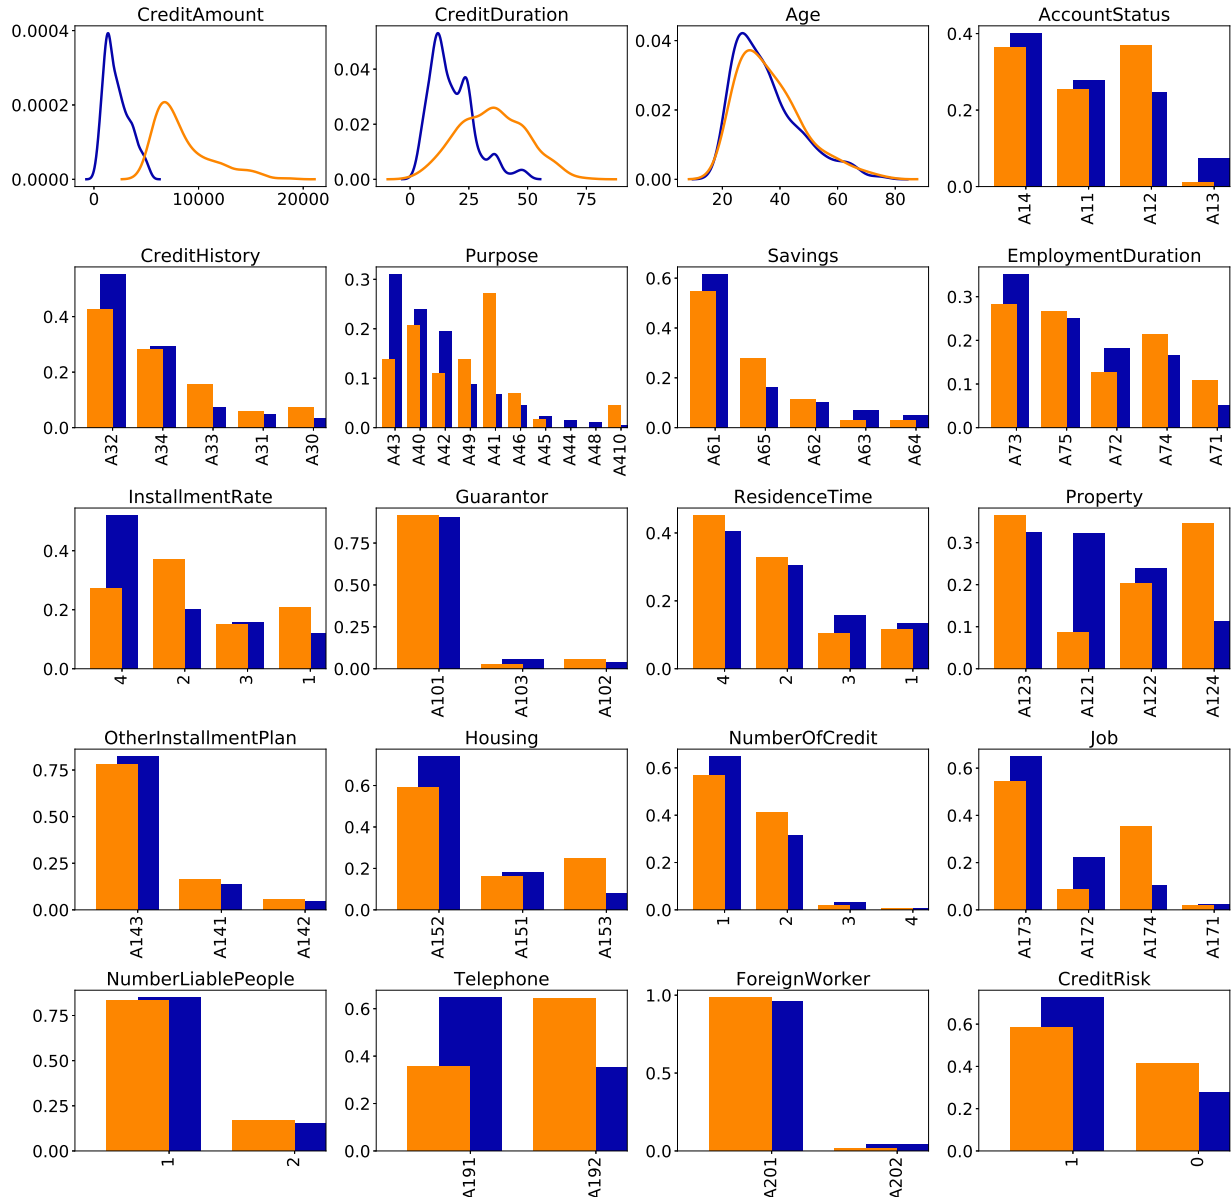 CreditAmount
0.0004
0.0002
0.0000
0 10000 20000
CreditDuration
0.04
0.02
0.00
0 25 50 75
Age
0.04
0.02
0.00
20 40 60 80
AccountStatus
0.4
0.2
0.0
A14 A11 A12 A13
CreditHistory
0.4
0.2
0.0
A32 A34 A33 A31 A30
Purpose
0.3
0.2
0.1
0.0
A43 A40 A42 A49 A41 A46 A45 A44 A48 A410
Savings
0.6
0.4
0.2
0.0
A61 A65 A62 A63 A64
EmploymentDuration
0.3
0.2
0.1
0.0
A73 A75 A72 A74 A71
InstallmentRate
0.4
0.2
0.0
4 2 3 1
Guarantor
0.75
0.50
0.25
0.00
A101 A103 A102
ResidenceTime
0.4
0.2
0.0
4 2 3 1
Property
0.3
0.2
0.1
0.0
A123 A121 A122 A124
OtherInstallmentPlan
0.75
0.50
0.25
0.00
A143 A141 A142
Housing
0.6
0.4
0.2
0.0
A152 A151 A153
NumberOfCredit
0.6
0.4
0.2
0.0
1 2 3 4
Job
0.6
0.4
0.2
0.0
A173 A172 A174 A171
NumberLiablePeople
0.75
0.50
0.25
0.00
1 2
Telephone
0.6
0.4
0.2
0.0
A191 A192
ForeignWorker
1.0
0.5
0.0
A201 A202
CreditRisk
0.6
0.4
0.2
0.0
1 0